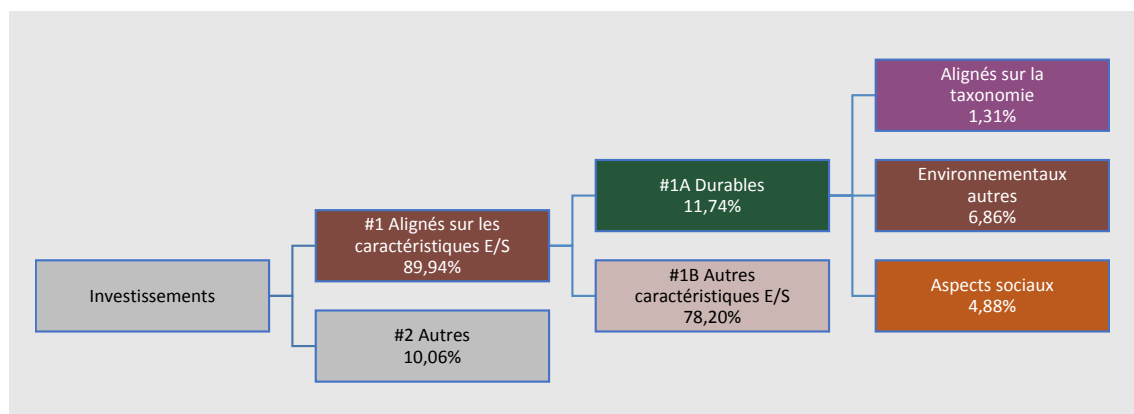 Investissements
#1 Alignés sur les
caractéristiques E/S
89,94%
#2 Autres
10,06%
#1A Durables
11,74%
#1B Autres
caractéristiques E/S
78,20%
Alignés sur la
taxonomie
1,31%
Environnementaux
autres
6,86%
Aspects sociaux
4,88%